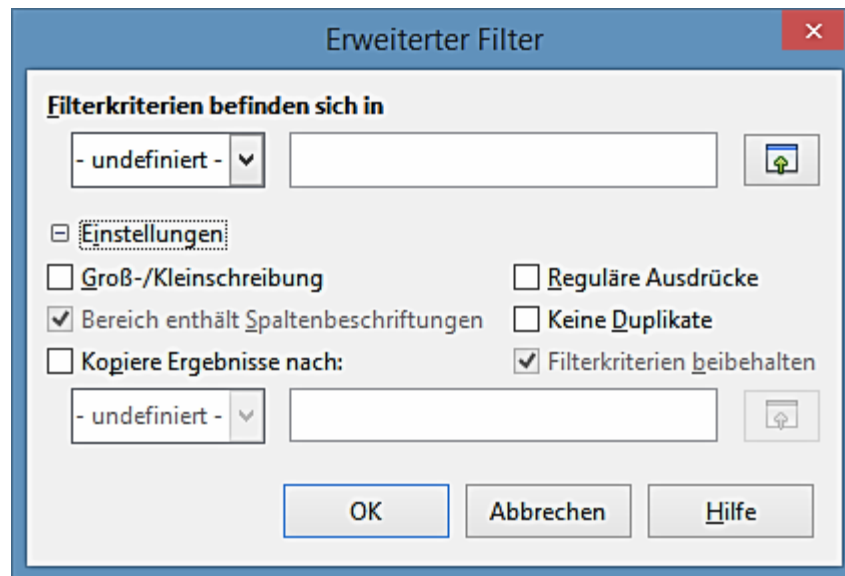 Erweiterter Filter
Filterkriterien befinden sich in
- undefiniert -
Einstellungen
Groß-/Kleinschreibung Reguläre Ausdrücke
Bereich enthält Spaltenbeschriftungen Keine Duplikate
Kopiere Ergebnisse nach: Filterkriterien beibehalten
- undefiniert -
OK Abbrechen Hilfe